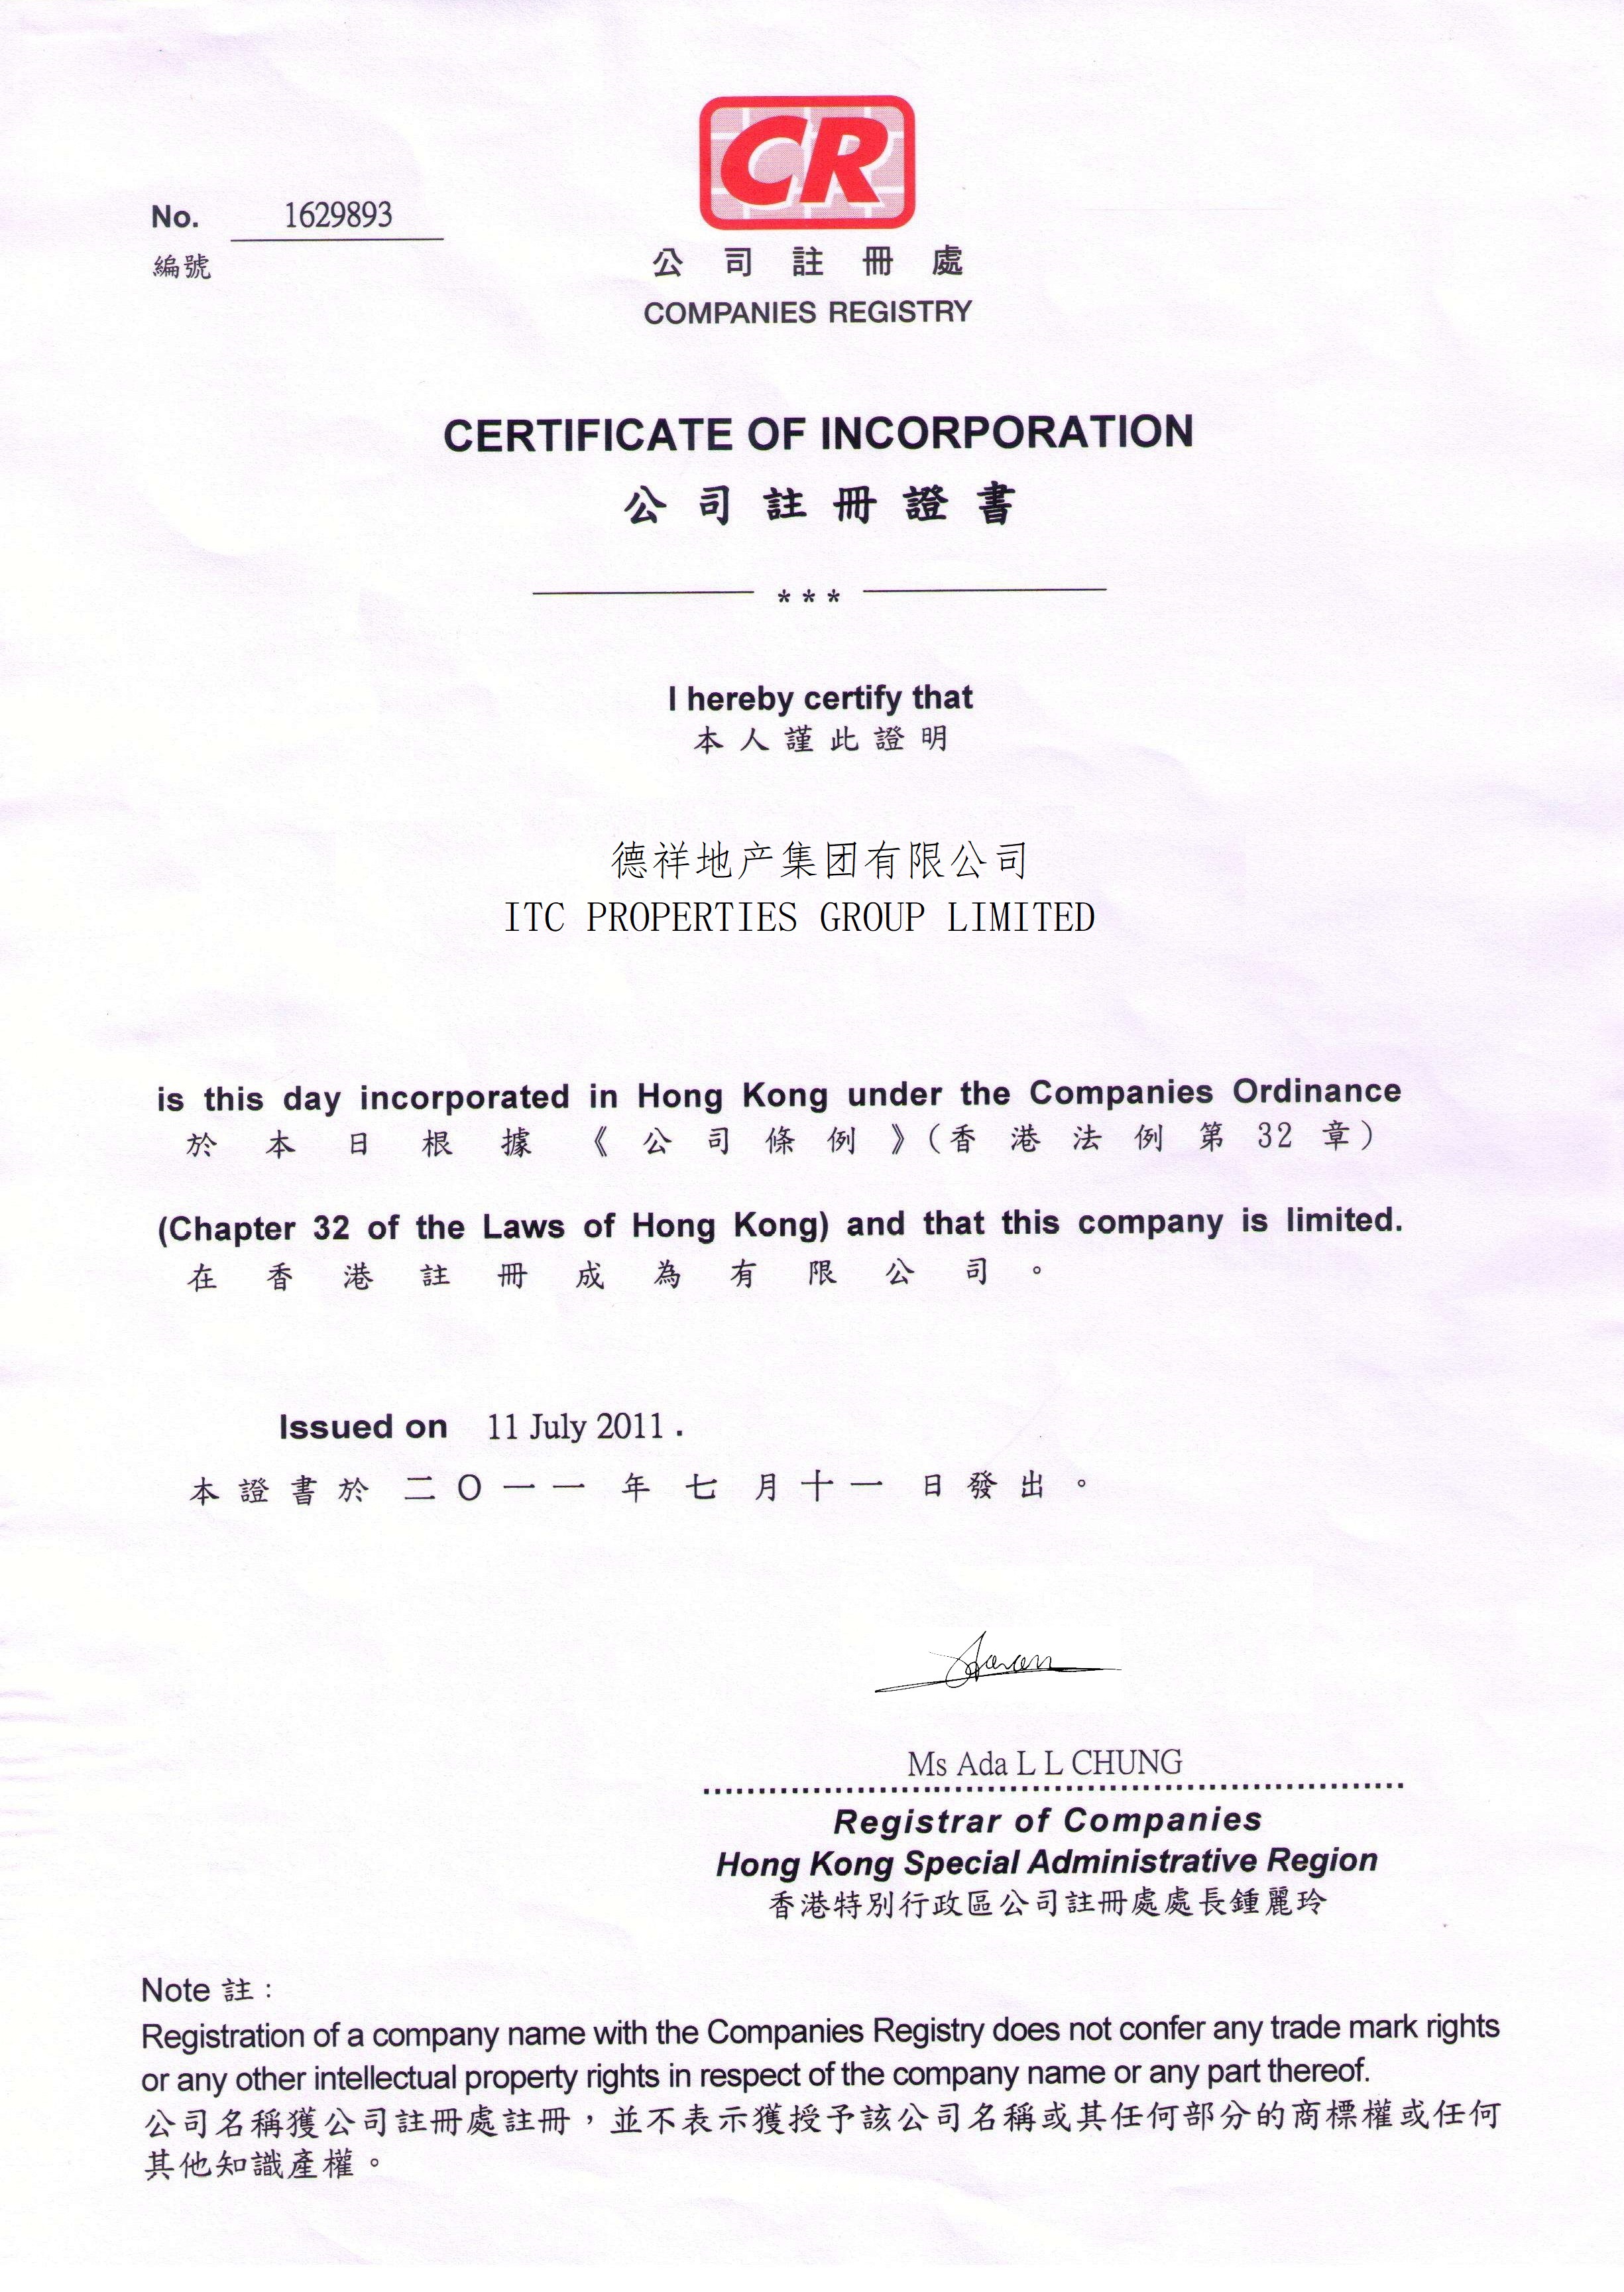 CR
No. 1629893
編號
公司註冊處
COMPANIES REGISTRY
CERTIFICATE OF INCORPORATION
公司註冊證書
***
I hereby certify that
本人謹此證明
德祥地产集团有限公司
ITC PROPERTIES GROUP LIMITED
is this day incorporated in Hong Kong under the Companies Ordinance
於本日根據《公司條例》(香港法例第32章)
(Chapter 32 of the Laws of Hong Kong) and that this company is limited.
在香港註冊成為有限公司。
Issued on 11 July 2011.
本證書於二〇一一年七月十一日發出。
Ms Ada L L CHUNG
Registrar of Companies
Hong Kong Special Administrative Region
香港特別行政區公司註冊處處長鍾麗玲
Note 註：
Registration of a company name with the Companies Registry does not confer any trade mark rights
or any other intellectual property rights in respect of the company name or any part thereof.
公司名稱獲公司註冊處註冊，並不表示獲授予該公司名稱或其任何部分的商標權或任何
其他知識產權。